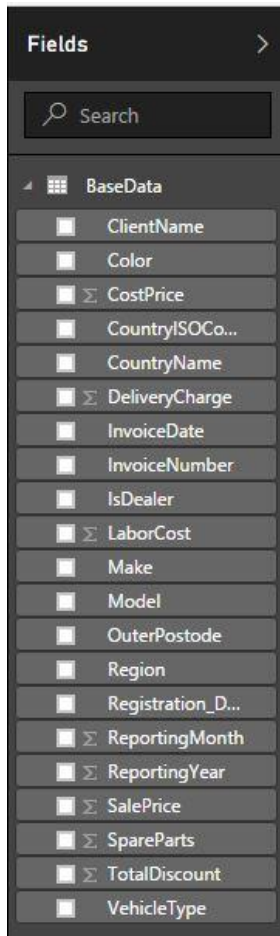 Fields
Search
BaseData
ClientName
Color
Σ CostPrice
CountryISOCo...
CountryName
Σ DeliveryCharge
InvoiceDate
InvoiceNumber
IsDealer
Σ LaborCost
Make
Model
OuterPostode
Region
Registration_D...
Σ ReportingMonth
Σ ReportingYear
Σ SalePrice
Σ SpareParts
Σ TotalDiscount
VehicleType